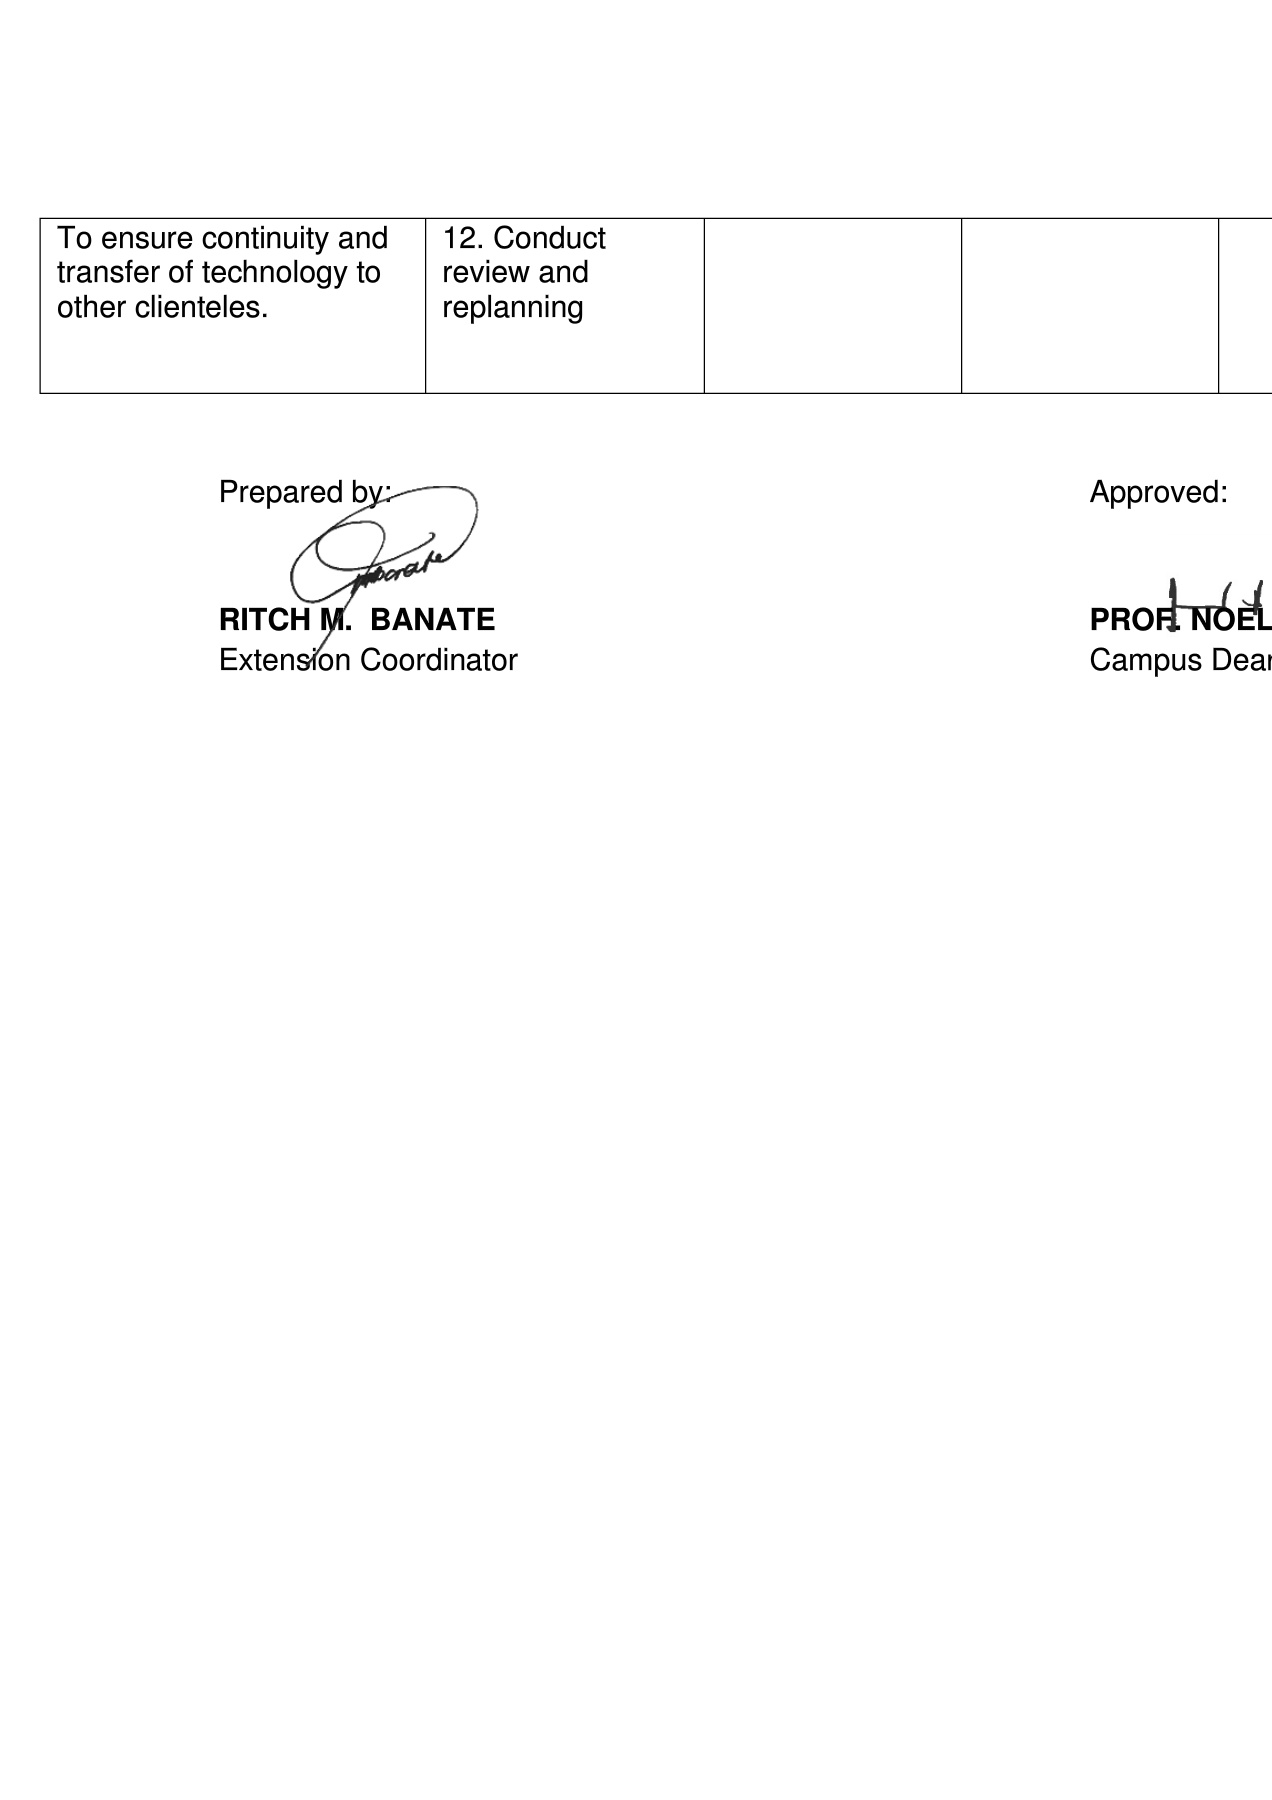 To ensure continuity and
transfer of technology to
other clienteles.
12. Conduct
review and
replanning
Prepared by:
Approved:
RITCH M. BANATE
PROF. NOEL
Extension Coordinator
Campus